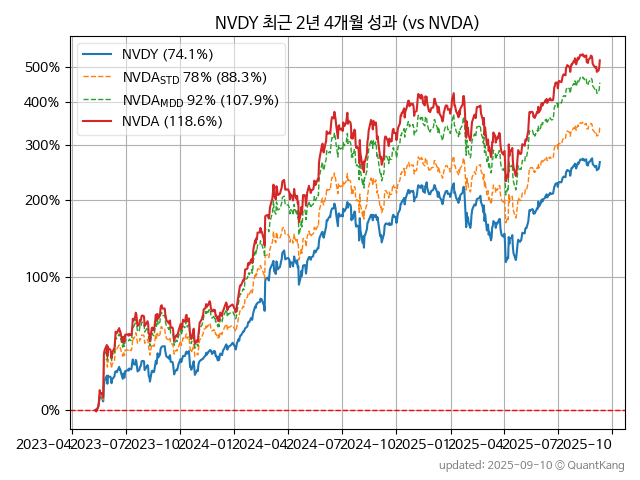 NVDY 최근 2년 4개월 성과 (vs NVDA)
NVDY (74.1%)
NVDA_STD 78% (88.3%)
NVDA_MDD 92% (107.9%)
NVDA (118.6%)
500%
400%
300%
200%
100%
0%
2023-04 2023-07 2023-10 2024-01 2024-04 2024-07 2024-10 2025-01 2025-04 2025-07 2025-10
updated: 2025-09-10 © QuantKang